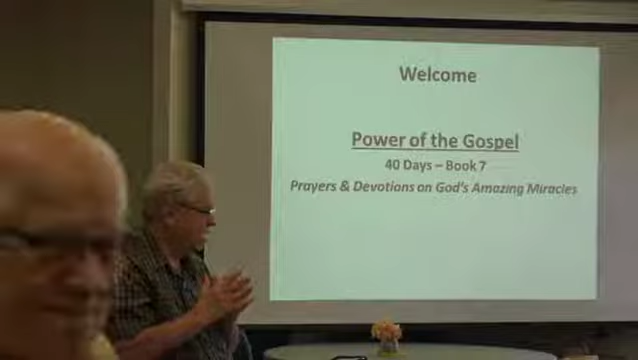 Welcome
Power of the Gospel
40 Days – Book 7
Prayers & Devotions on God's Amazing Miracles